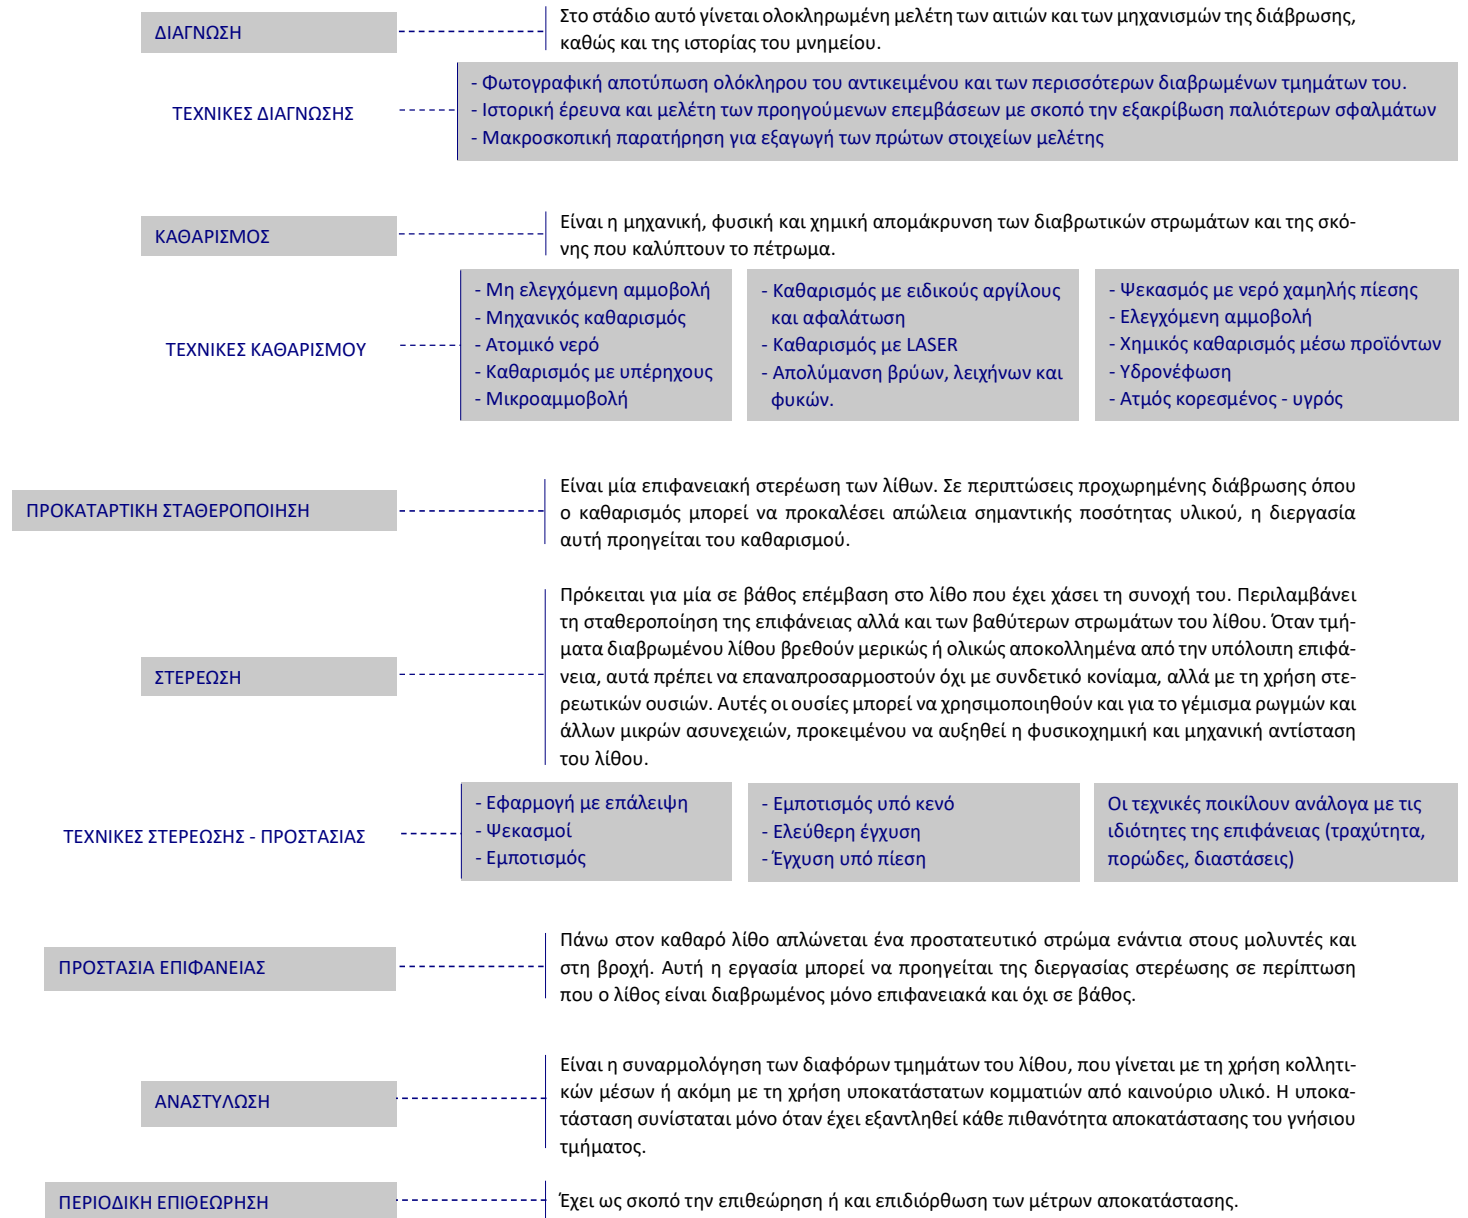 ΔΙΑΓΝΩΣΗ
Στο στάδιο αυτό γίνεται ολοκληρωμένη μελέτη των αιτιών και των μηχανισμών της διάβρωσης,
καθώς και της ιστορίας του μνημείου.
ΤΕΧΝΙΚΕΣ ΔΙΑΓΝΩΣΗΣ
- Φωτογραφική αποτύπωση ολόκληρου του αντικειμένου και των περισσότερων διαβρωμένων τμημάτων του.
- Ιστορική έρευνα και μελέτη των προηγούμενων επεμβάσεων με σκοπό την εξακρίβωση παλιότερων σφαλμάτων
- Μακροσκοπική παρατήρηση για εξαγωγή των πρώτων στοιχείων μελέτης
ΚΑΘΑΡΙΣΜΟΣ
Είναι η μηχανική, φυσική και χημική απομάκρυνση των διαβρωτικών στρωμάτων και της σκό-
νης που καλύπτουν το πέτρωμα.
ΤΕΧΝΙΚΕΣ ΚΑΘΑΡΙΣΜΟΥ
- Μη ελεγχόμενη αμμοβολή
- Μηχανικός καθαρισμός
- Ατομικό νερό
- Καθαρισμός με υπέρηχους
- Μικροαμμοβολή
- Καθαρισμός με ειδικούς αργίλους
και αφαλάτωση
- Καθαρισμός με LASER
- Απολύμανση βρύων, λειχήνων και
φυκών.
- Ψεκασμός με νερό χαμηλής πίεσης
- Ελεγχόμενη αμμοβολή
- Χημικός καθαρισμός μέσω προϊόντων
- Υδρονέφωση
- Ατμός κορεσμένος - υγρός
ΠΡΟΚΑΤΑΡΤΙΚΗ ΣΤΑΘΕΡΟΠΟΙΗΣΗ
Είναι μία επιφανειακή στερέωση των λίθων. Σε περιπτώσεις προχωρημένης διάβρωσης όπου
ο καθαρισμός μπορεί να προκαλέσει απώλεια σημαντικής ποσότητας υλικού, η διεργασία
αυτή προηγείται του καθαρισμού.
ΣΤΕΡΕΩΣΗ
Πρόκειται για μία σε βάθος επέμβαση στο λίθο που έχει χάσει τη συνοχή του. Περιλαμβάνει
τη σταθεροποίηση της επιφάνειας αλλά και των βαθύτερων στρωμάτων του λίθου. Όταν τμή-
ματα διαβρωμένου λίθου βρεθούν μερικώς ή ολικώς αποκολλημένα από την υπόλοιπη επιφά-
νεια, αυτά πρέπει να επαναπροσαρμοστούν όχι με συνδετικό κονίαμα, αλλά με τη χρήση στε-
ρεωτικών ουσιών. Αυτές οι ουσίες μπορεί να χρησιμοποιηθούν και για το γέμισμα ρωγμών και
άλλων μικρών ασυνεχειών, προκειμένου να αυξηθεί η φυσικοχημική και μηχανική αντίσταση
του λίθου.
ΤΕΧΝΙΚΕΣ ΣΤΕΡΕΩΣΗΣ - ΠΡΟΣΤΑΣΙΑΣ
- Εφαρμογή με επάλειψη
- Ψεκασμοί
- Εμποτισμός
- Εμποτισμός υπό κενό
- Ελεύθερη έγχυση
- Έγχυση υπό πίεση
Οι τεχνικές ποικίλουν ανάλογα με τις
ιδιότητες της επιφάνειας (τραχύτητα,
πορώδες, διαστάσεις)
ΠΡΟΣΤΑΣΙΑ ΕΠΙΦΑΝΕΙΑΣ
Πάνω στον καθαρό λίθο απλώνεται ένα προστατευτικό στρώμα ενάντια στους μολυντές και
στη βροχή. Αυτή η εργασία μπορεί να προηγείται της διεργασίας στερέωσης σε περίπτωση
που ο λίθος είναι διαβρωμένος μόνο επιφανειακά και όχι σε βάθος.
ΑΝΑΣΤΥΛΩΣΗ
Είναι η συναρμολόγηση των διαφόρων τμημάτων του λίθου, που γίνεται με τη χρήση κολλητι-
κών μέσων ή ακόμη με τη χρήση υποκατάστατων κομματιών από καινούριο υλικό. Η υποκα-
τάσταση συνίσταται μόνο όταν έχει εξαντληθεί κάθε πιθανότητα αποκατάστασης του γνήσιου
τμήματος.
ΠΕΡΙΟΔΙΚΗ ΕΠΙΘΕΩΡΗΣΗ
Έχει ως σκοπό την επιθεώρηση ή και επιδιόρθωση των μέτρων αποκατάστασης.